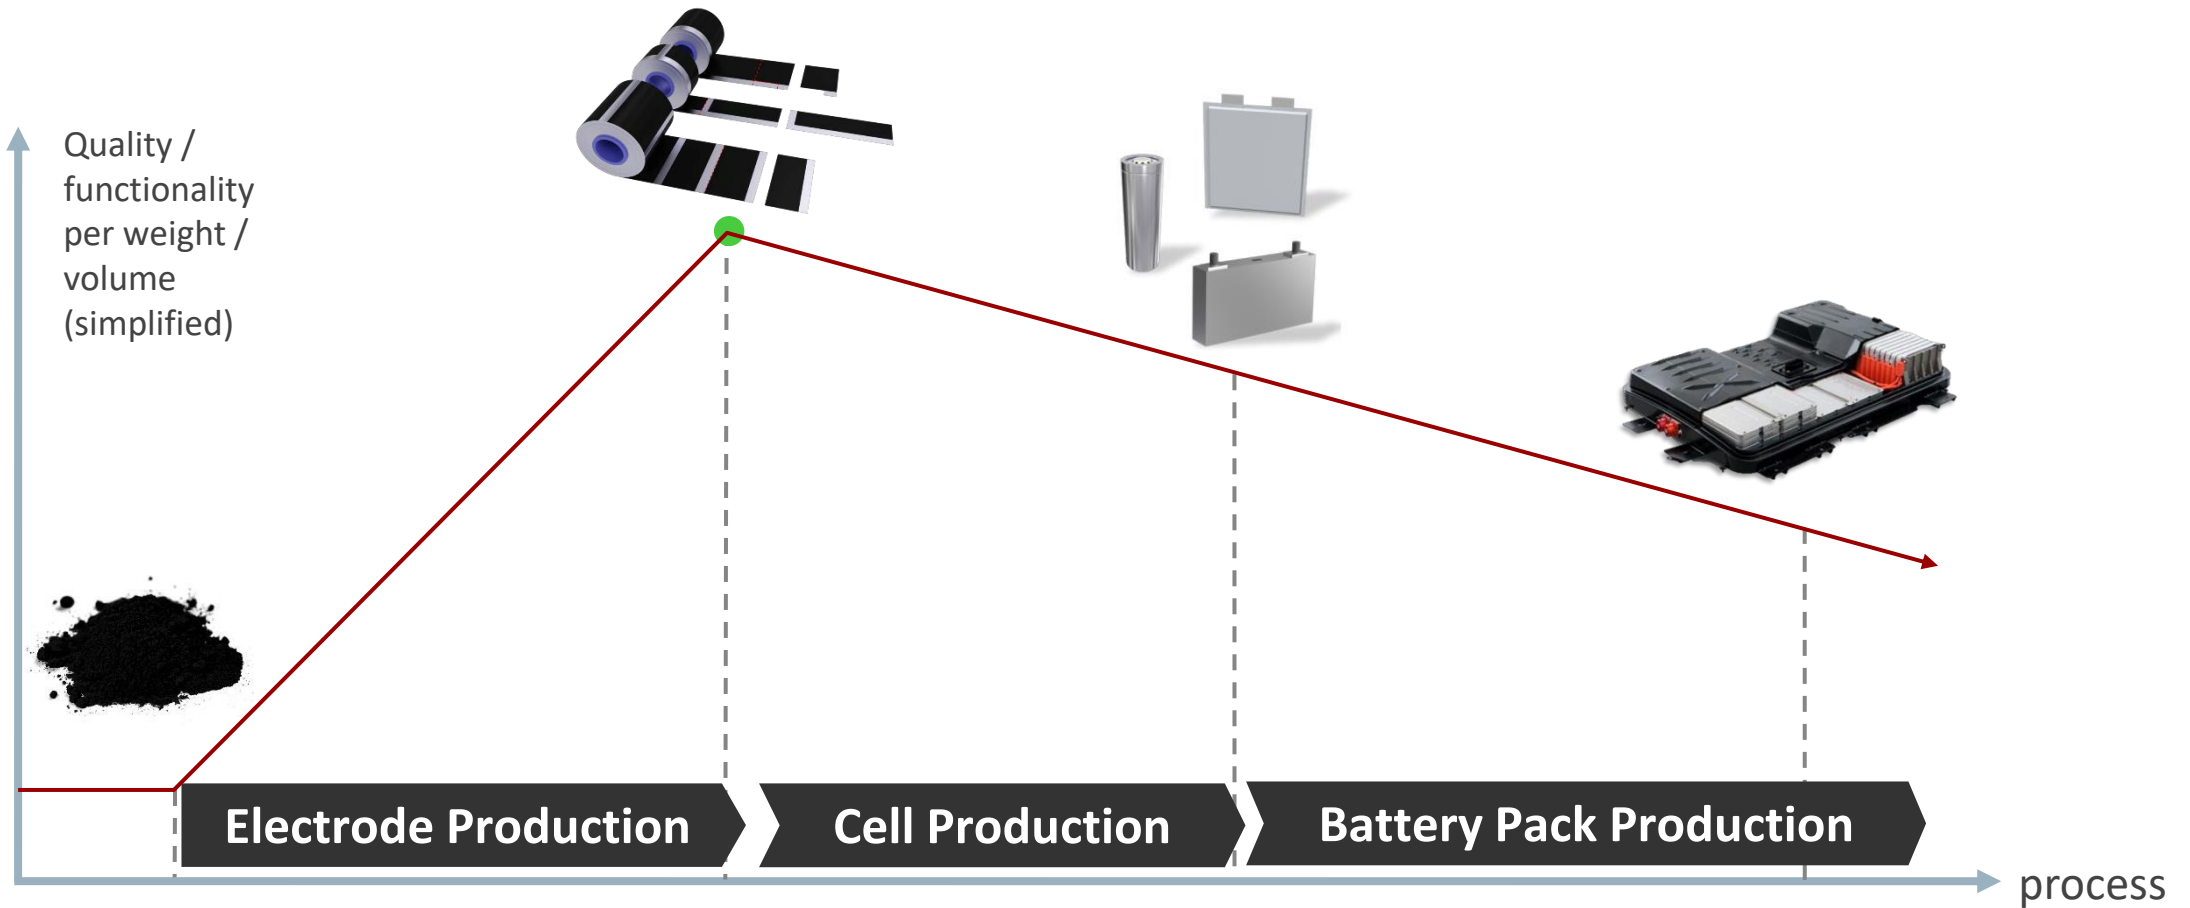 Quality /
functionality
per weight /
volume
(simplified)
Electrode Production
Cell Production
Battery Pack Production
process